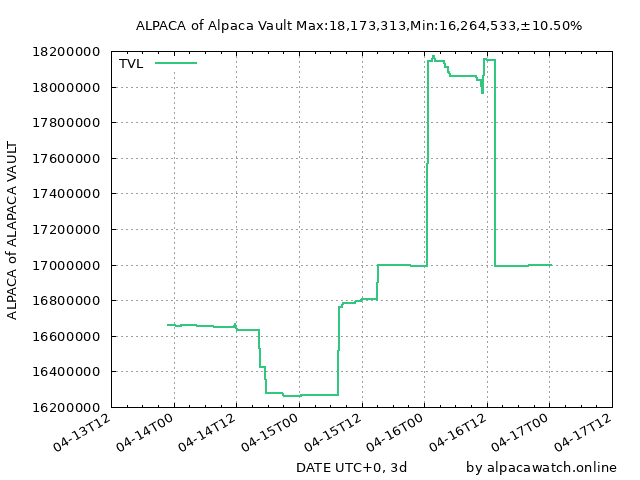 ALPACA of Alpaca Vault Max:18,173,313,Min:16,264,533,±10.50%
18200000
TVL
18000000
17800000
17600000
17400000
17200000
17000000
16800000
16600000
16400000
16200000
ALPACA of ALAPACA VAULT
04-13T12
04-14T00
04-14T12
04-15T00
04-15T12
04-16T00
04-16T12
04-17T00
04-17T12
DATE UTC+0, 3d
by alpacawatch.online